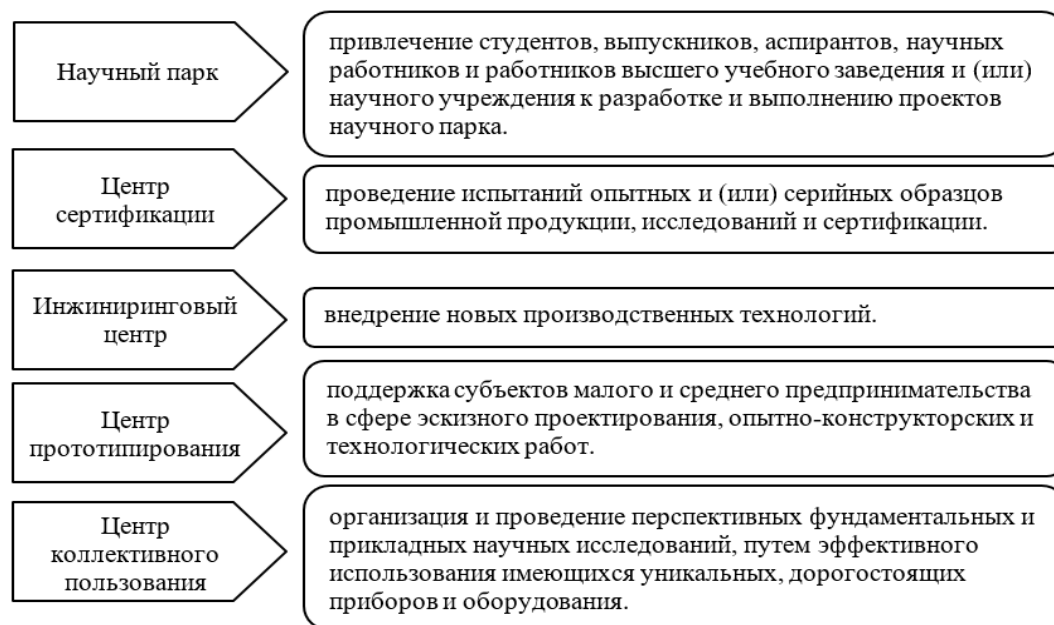 Научный парк
привлечение студентов, выпускников, аспирантов, научных
работников и работников высшего учебного заведения и (или)
научного учреждения к разработке и выполнению проектов
научного парка.
Центр
сертификации
проведение испытаний опытных и (или) серийных образцов
промышленной продукции, исследований и сертификации.
Инжиниринговый
центр
внедрение новых производственных технологий.
Центр
прототипирования
поддержка субъектов малого и среднего предпринимательства
в сфере эскизного проектирования, опытно-конструкторских и
технологических работ.
Центр
коллективного
пользования
организация и проведение перспективных фундаментальных и
прикладных научных исследований, путем эффективного
использования имеющихся уникальных, дорогостоящих
приборов и оборудования.